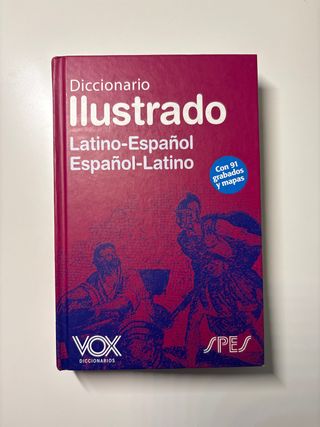 Diccionario
Ilustrado
Latino-Español
Español-Latino
Con 91
grabados
y mapas
VOX
DICCIONARIOS
SPES